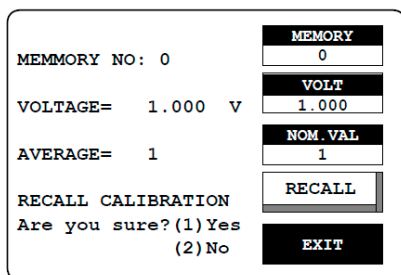 MEMMORY NO: 0
VOLTAGE= 1.000 V
AVERAGE= 1
RECALL CALIBRATION
Are you sure?(1)Yes
(2)No
MEMORY
0
VOLT
1.000
NOM.VAL
1
RECALL
EXIT